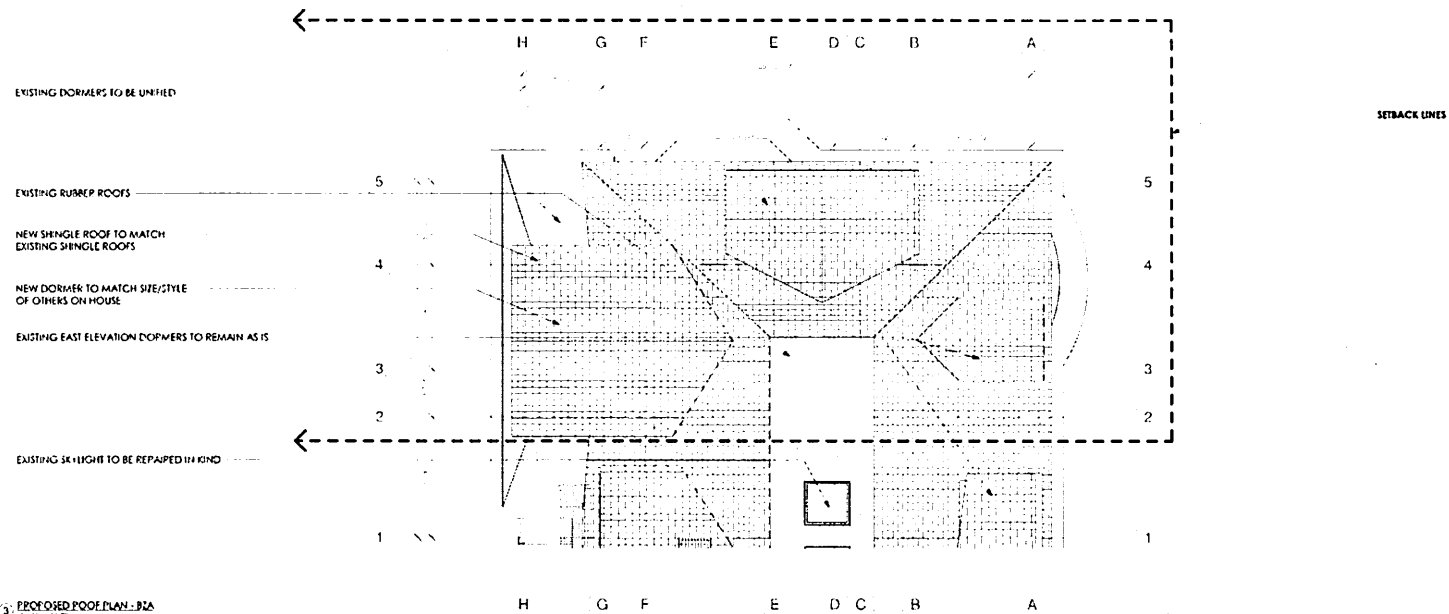 H G F E D C B A
EXISTING DORMERS TO BE UNIFIED
SETBACK LINES
5 5
EXISTING RUBBER ROOFS
NEW SHINGLE ROOF TO MATCH
EXISTING SHINGLE ROOFS
4 4
NEW DORMER TO MATCH SIZE/STYLE
OF OTHERS ON HOUSE
EXISTING EAST ELEVATION DORMERS TO REMAIN AS IS
3 3
2 2
EXISTING SKYLIGHT TO BE REPAIRED IN KIND
1 1
3 PROPOSED ROOF PLAN - BZA
H G F E D C B A